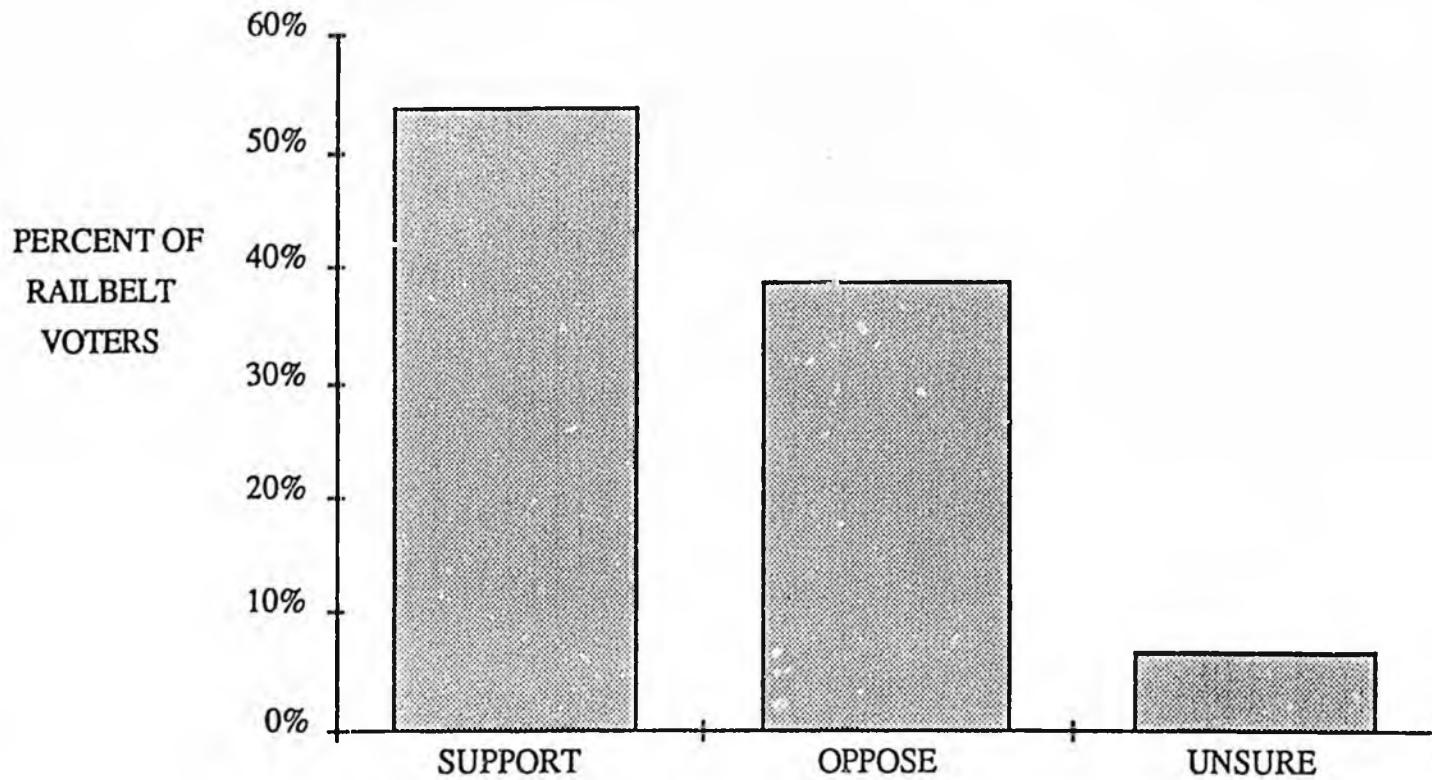 60%
50%
PERCENT OF
RAILBELT
VOTERS
40%
30%
20%
10%
0%
SUPPORT
OPPOSE
UNSURE